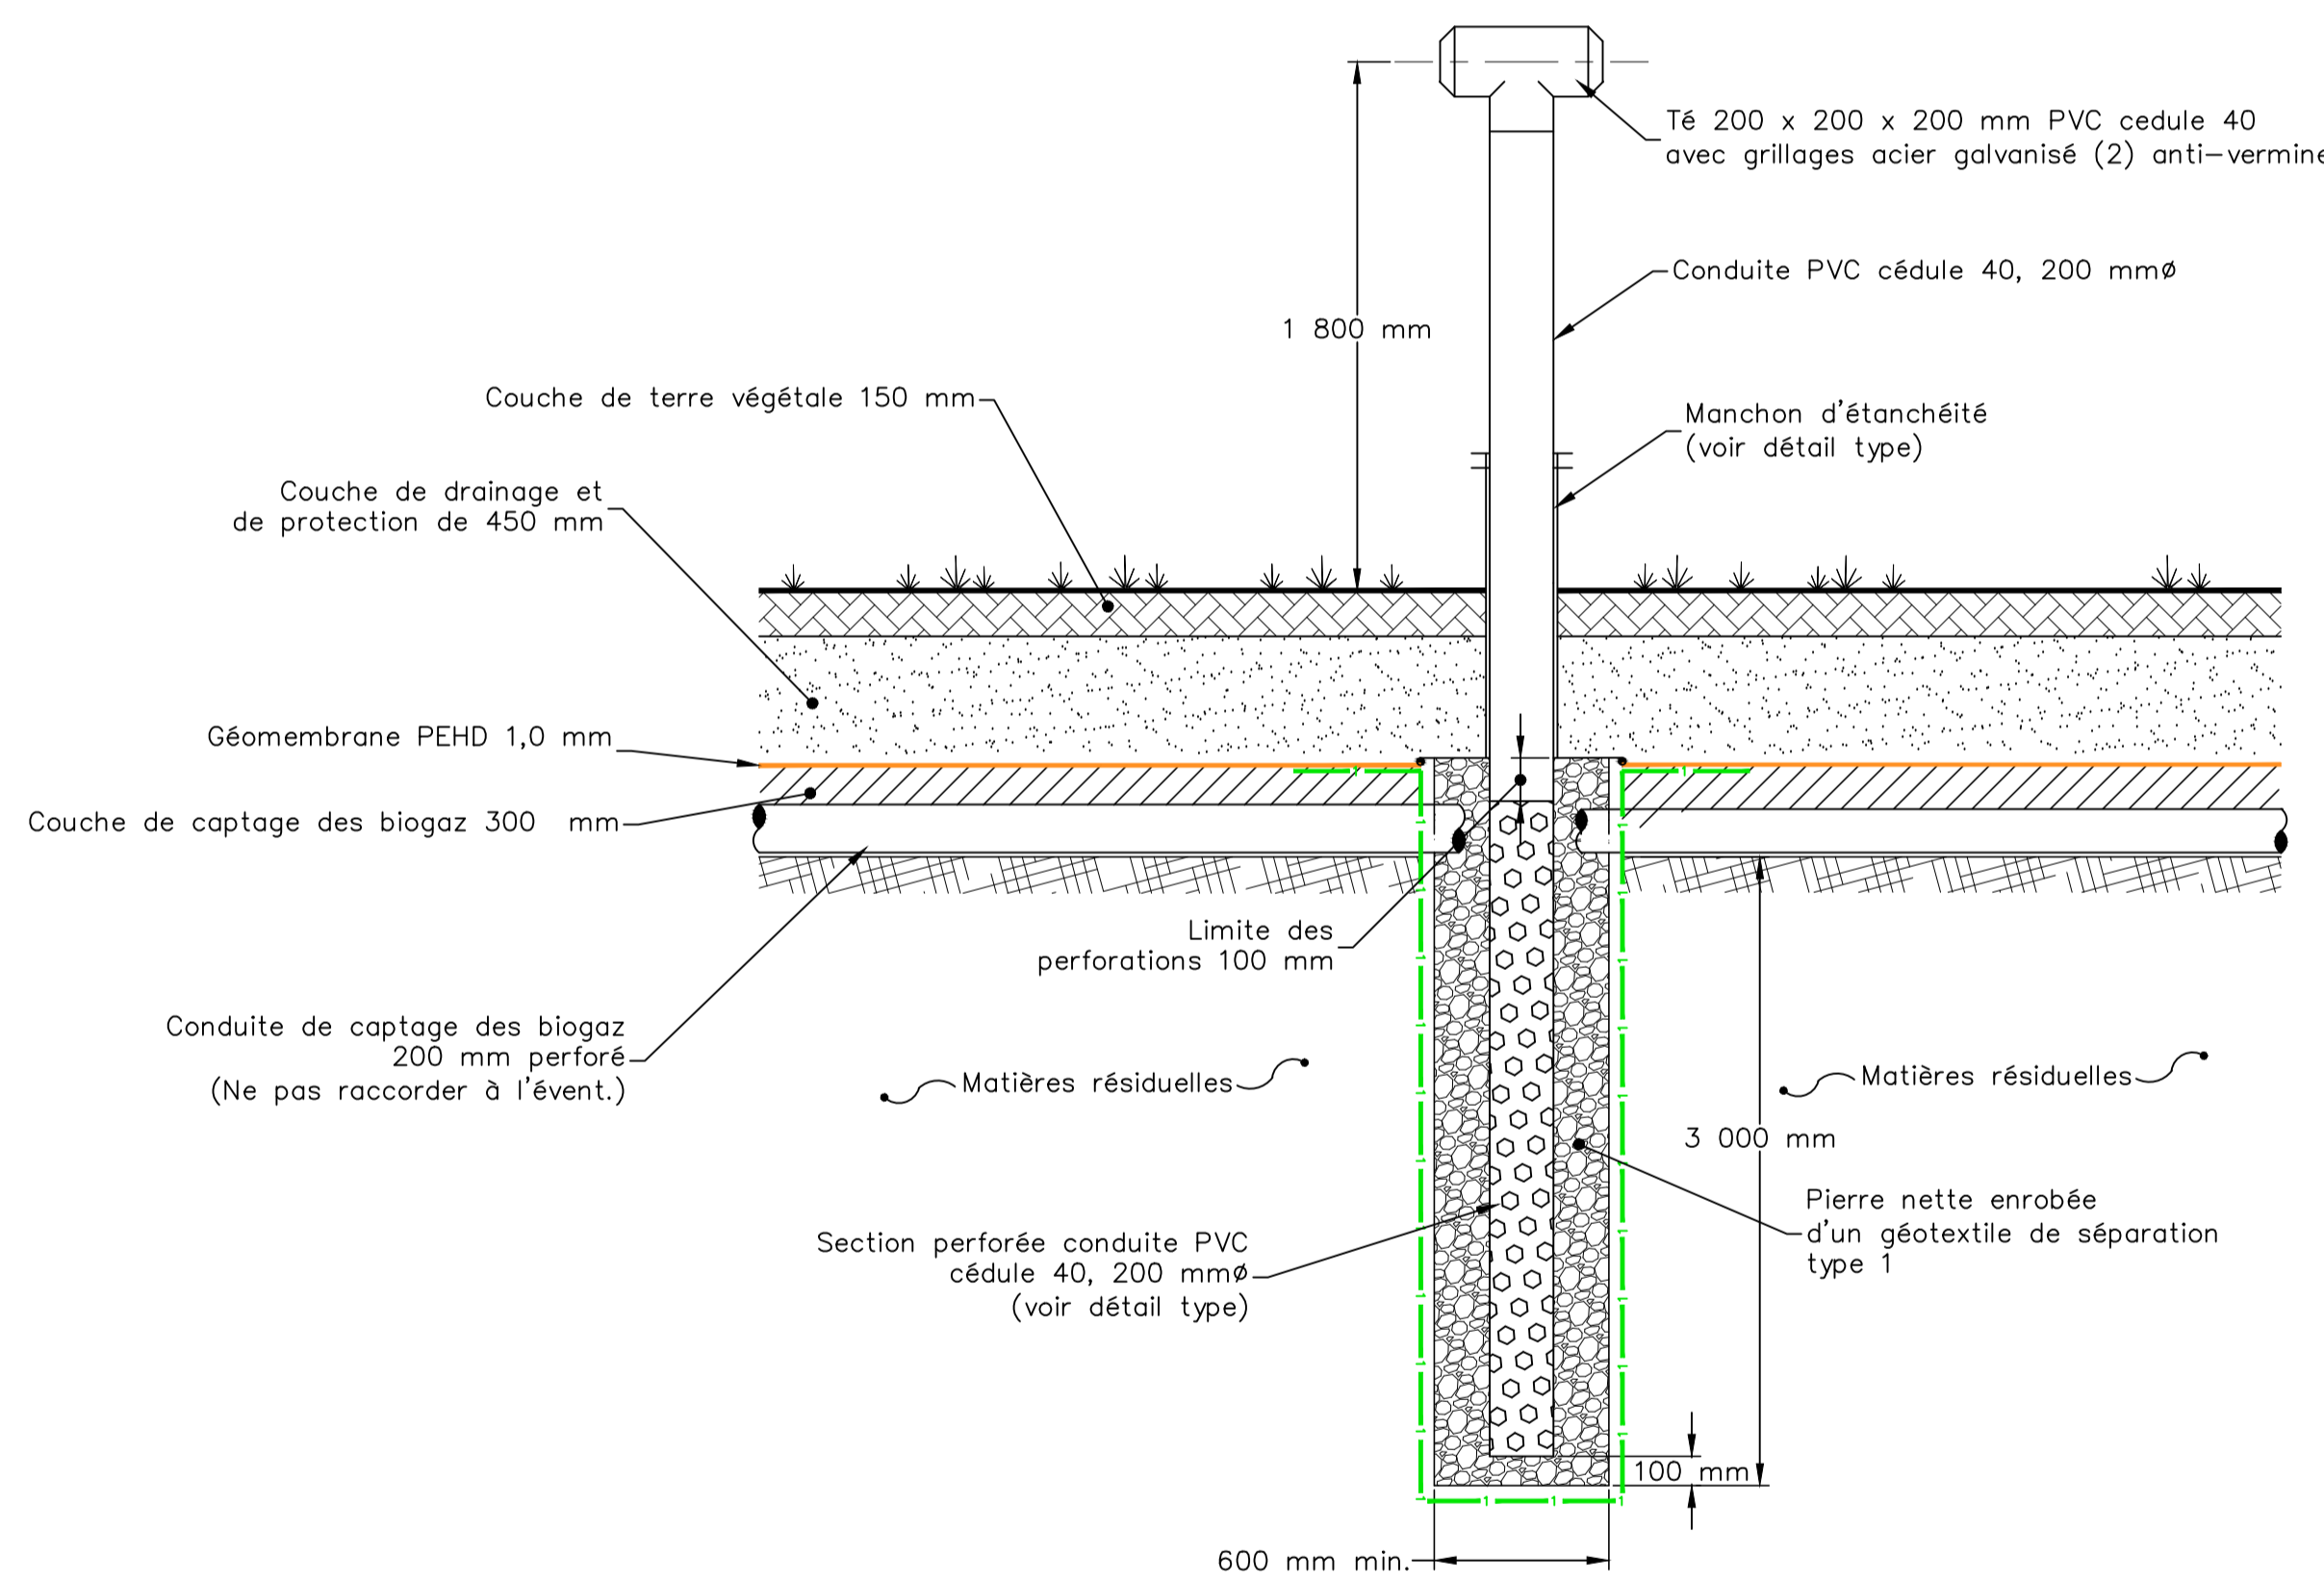 Té 200 x 200 x 200 mm PVC cedule 40
avec grillages acier galvanisé (2) anti-vermine
Conduite PVC cédule 40, 200 mmø
1 800 mm
Couche de terre végétale 150 mm
Manchon d'étanchéité
(voir détail type)
Couche de drainage et
de protection de 450 mm
Géomembrane PEHD 1,0 mm
Couche de captage des biogaz 300 mm
Limite des
perforations 100 mm
Conduite de captage des biogaz
200 mm perforé
(Ne pas raccorder à l'évent.)
Matières résiduelles
Matières résiduelles
3 000 mm
Pierre nette enrobée
d'un géotextile de séparation
type 1
Section perforée conduite PVC
cédule 40, 200 mmø
(voir détail type)
100 mm
600 mm min.